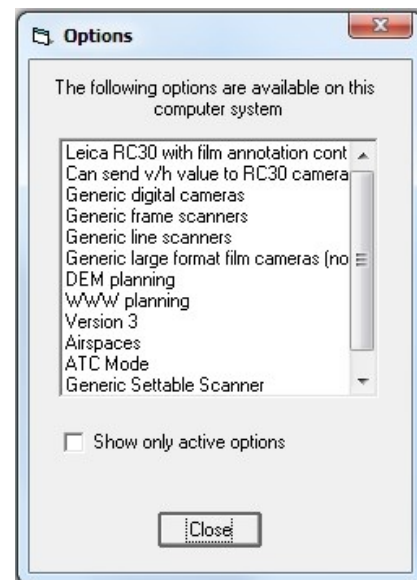 Options
The following options are available on this
computer system
Leica RC30 with film annotation cont
Can send v/h value to RC30 camera
Generic digital cameras
Generic frame scanners
Generic line scanners
Generic large format film cameras (no
DEM planning
WWW planning
Version 3
Airspaces
ATC Mode
Generic Settable Scanner
Show only active options
Close